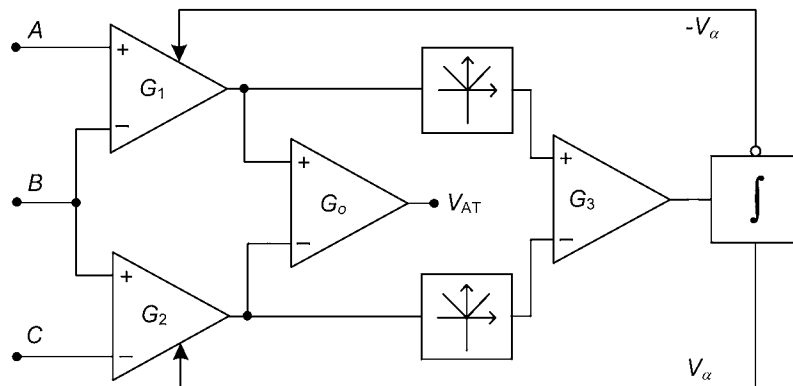 A
-Vα
+
G1
−
+
B
Go
VAT
G3
∫
−
−
+
G2
C
−
Vα